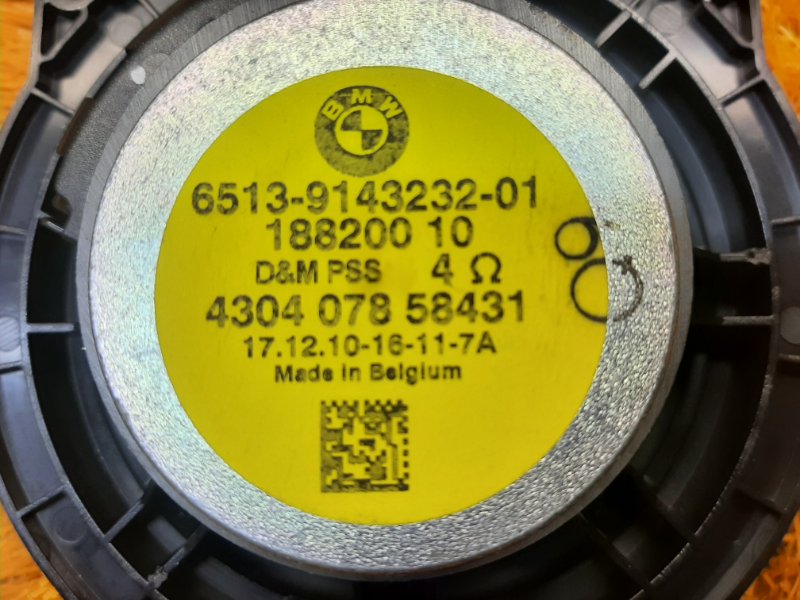 BMW
6513-9143232-01
188200 10
D&M PSS 4 Ω
4304 078 58431
17.12.10-16-11-7A
Made in Belgium